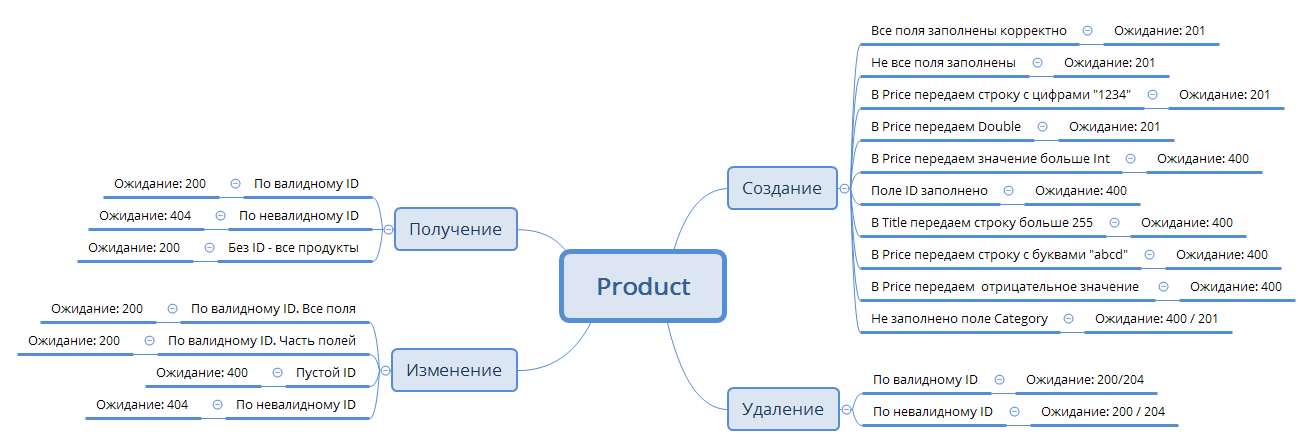 Product
Создание
Все поля заполнены корректно Ожидание: 201
Не все поля заполнены Ожидание: 201
В Price передаем строку с цифрами "1234" Ожидание: 201
В Price передаем Double Ожидание: 201
В Price передаем значение больше Int Ожидание: 400
Поле ID заполнено Ожидание: 400
В Title передаем строку больше 255 Ожидание: 400
В Price передаем строку с буквами "abcd" Ожидание: 400
В Price передаем отрицательное значение Ожидание: 400
Не заполнено поле Category Ожидание: 400 / 201
Удаление
По валидному ID Ожидание: 200/204
По невалидному ID Ожидание: 200 / 204
Получение
Ожидание: 200 По валидному ID
Ожидание: 404 По невалидному ID
Ожидание: 200 Без ID - все продукты
Изменение
Ожидание: 200 По валидному ID. Все поля
Ожидание: 200 По валидному ID. Часть полей
Ожидание: 400 Пустой ID
Ожидание: 404 По невалидному ID